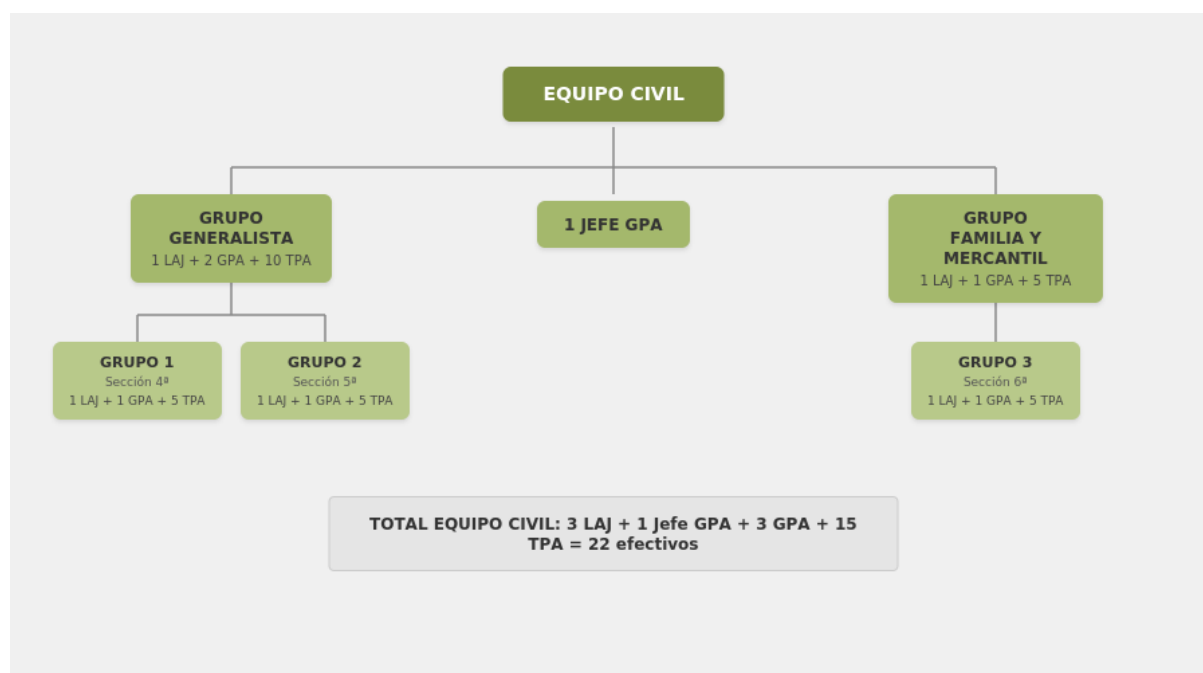 EQUIPO CIVIL
GRUPO
GENERALISTA
1 LAJ + 2 GPA + 10 TPA
1 JEFE GPA
GRUPO
FAMILIA Y
MERCANTIL
1 LAJ + 1 GPA + 5 TPA
GRUPO 1
Sección 4ª
1 LAJ + 1 GPA + 5 TPA
GRUPO 2
Sección 5ª
1 LAJ + 1 GPA + 5 TPA
GRUPO 3
Sección 6ª
1 LAJ + 1 GPA + 5 TPA
TOTAL EQUIPO CIVIL: 3 LAJ + 1 Jefe GPA + 3 GPA + 15
TPA = 22 efectivos